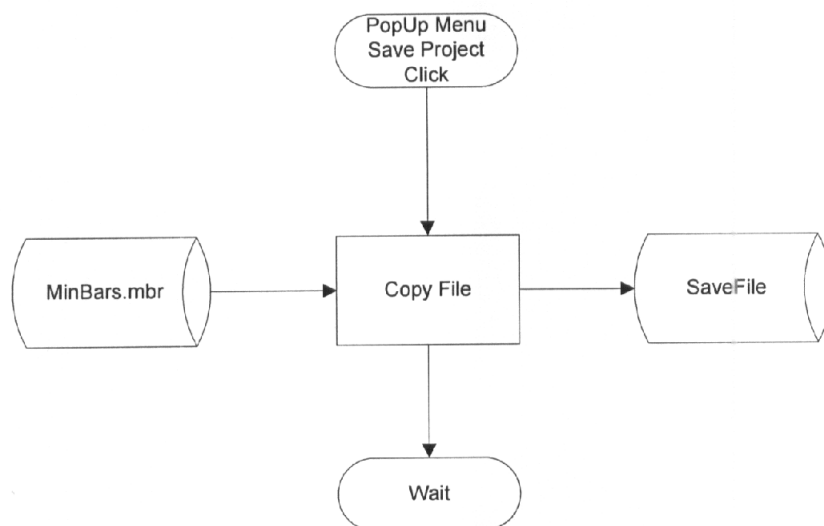 PopUp Menu
Save Project
Click
MinBars.mbr
Copy File
SaveFile
Wait